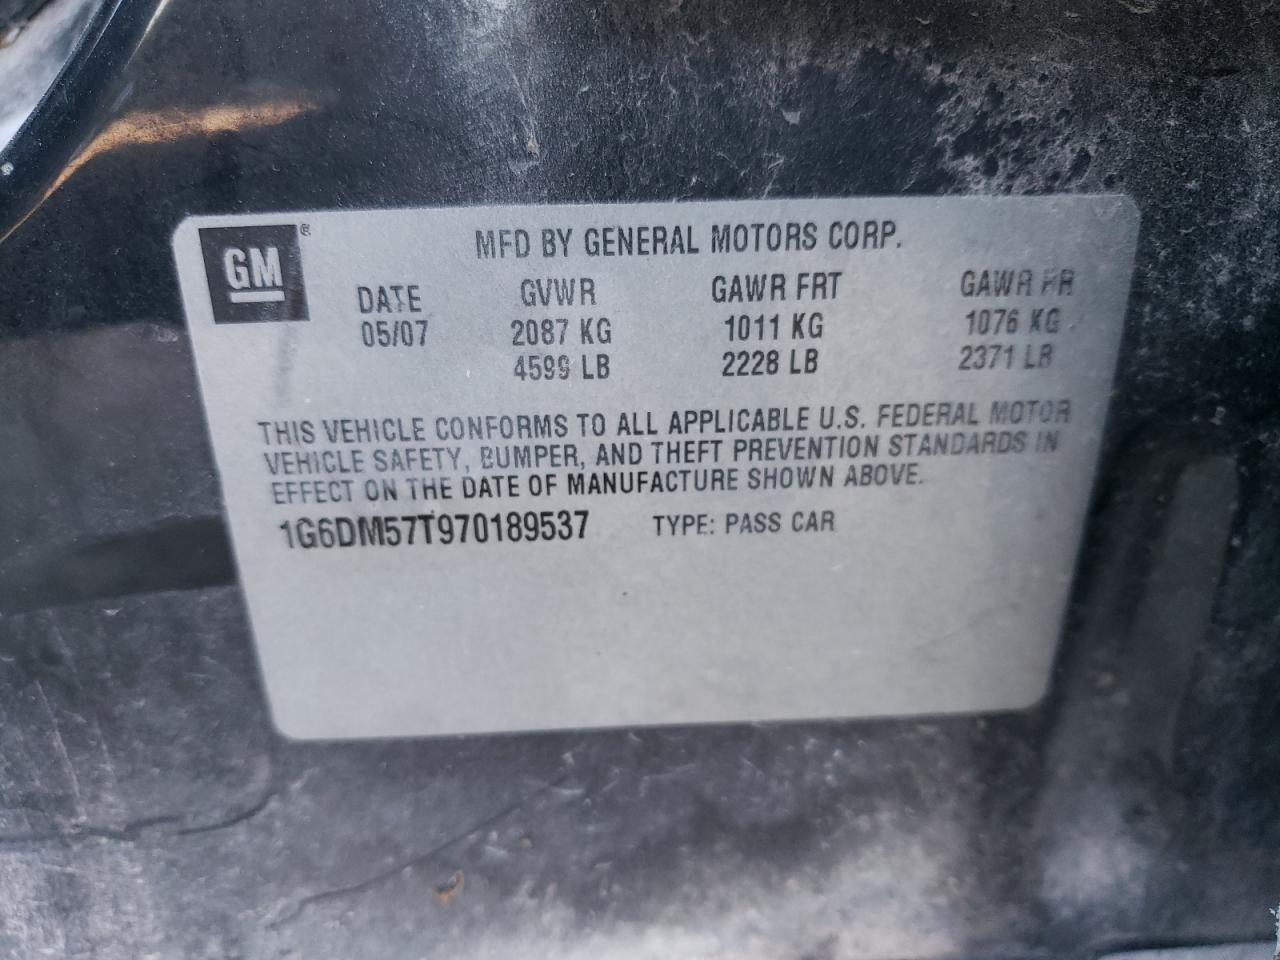 GM®
MFD BY GENERAL MOTORS CORP.
DATE GVWR GAWR FRT GAWR RR
05/07 2087 KG 1011 KG 1076 KG
4599 LB 2228 LB 2371 LB
THIS VEHICLE CONFORMS TO ALL APPLICABLE U.S. FEDERAL MOTOR
VEHICLE SAFETY, BUMPER, AND THEFT PREVENTION STANDARDS IN
EFFECT ON THE DATE OF MANUFACTURE SHOWN ABOVE.
1G6DM57T970189537 TYPE: PASS CAR